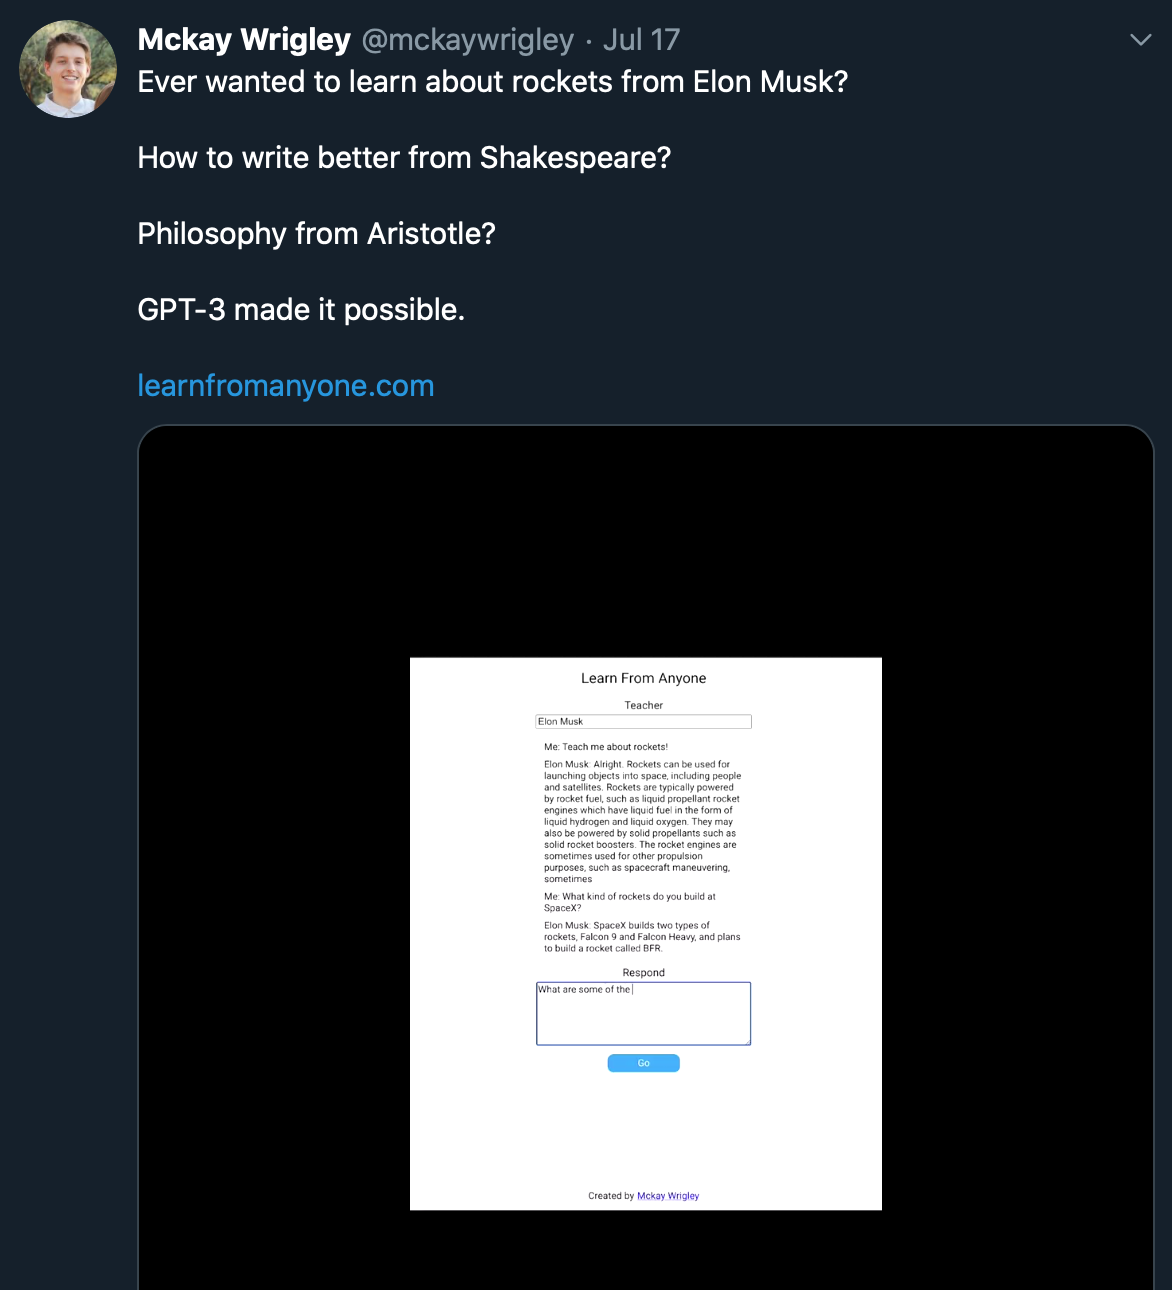 Mckay Wrigley @mckaywrigley · Jul 17
Ever wanted to learn about rockets from Elon Musk?
How to write better from Shakespeare?
Philosophy from Aristotle?
GPT-3 made it possible.
learnfromanyone.com
Learn From Anyone
Teacher
Elon Musk
Me: Teach me about rockets!
Elon Musk: Alright. Rockets can be used for
launching objects into space, including people
and satellites. Rockets are typically powered
by rocket fuel, such as liquid propellant rocket
engines which have liquid fuel in the form of
liquid hydrogen and liquid oxygen. They may
also be powered by solid propellants such as
solid rocket boosters. The rocket engines are
sometimes used for other propulsion
purposes, such as spacecraft maneuvering,
sometimes
Me: What kind of rockets do you build at
SpaceX?
Elon Musk: SpaceX builds two types of
rockets, Falcon 9 and Falcon Heavy, and plans
to build a rocket called BFR.
Respond
What are some of the
Go
Created by Mckay Wrigley